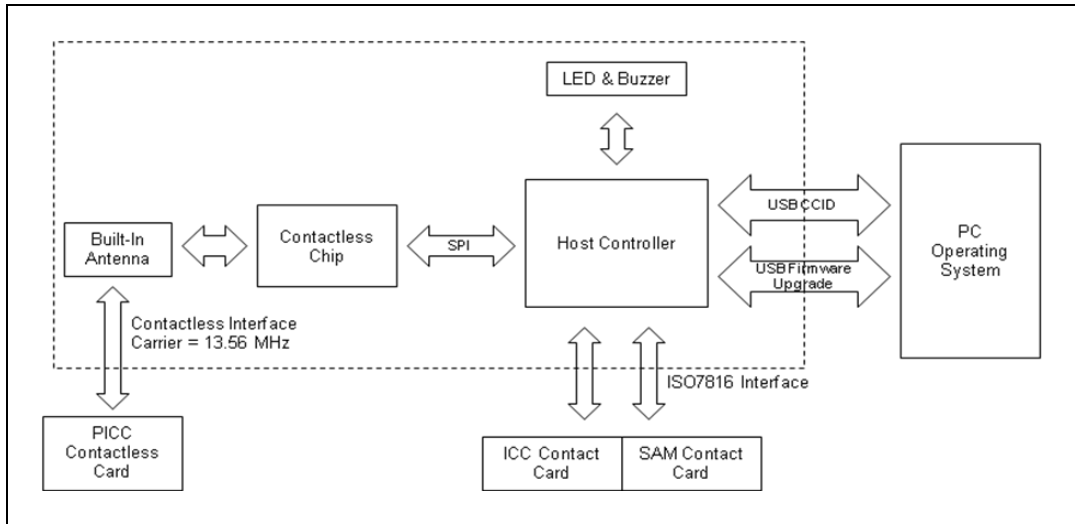 LED & Buzzer
USB CCID
PC
Operating
System
Built-In
Antenna
Contactless
Chip
SPI
Host Controller
USB Firmware
Upgrade
Contactless Interface
Carrier = 13.56 MHz
ISO7816 Interface
PICC
Contactless
Card
ICC Contact
Card
SAM Contact
Card